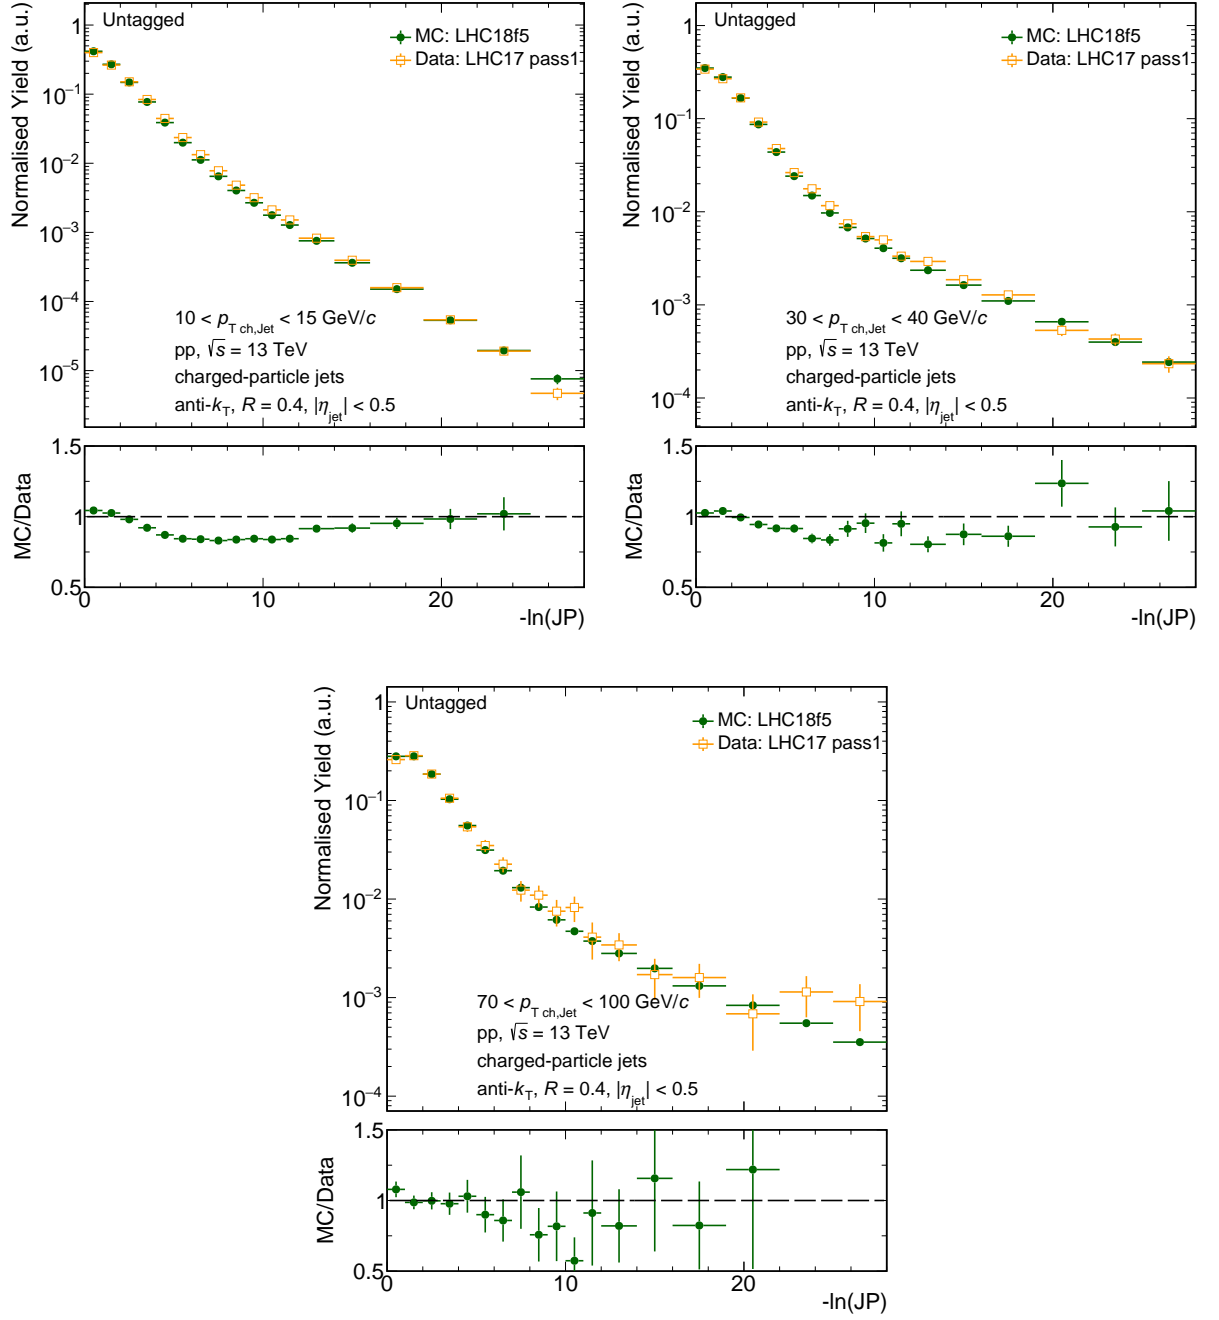 Untagged
MC: LHC18f5
Data: LHC17 pass1
Normalised Yield (a.u.)
1
10⁻¹
10⁻²
10⁻³
10⁻⁴
10⁻⁵
10 < p_T ch,Jet < 15 GeV/c
pp, √s = 13 TeV
charged-particle jets
anti-k_T, R = 0.4, |η_jet| < 0.5
MC/Data
1.5
1
0.5
0 10 20
-ln(JP)
Untagged
MC: LHC18f5
Data: LHC17 pass1
Normalised Yield (a.u.)
1
10⁻¹
10⁻²
10⁻³
10⁻⁴
30 < p_T ch,Jet < 40 GeV/c
pp, √s = 13 TeV
charged-particle jets
anti-k_T, R = 0.4, |η_jet| < 0.5
MC/Data
1.5
1
0.5
0 10 20
-ln(JP)
Untagged
MC: LHC18f5
Data: LHC17 pass1
Normalised Yield (a.u.)
1
10⁻¹
10⁻²
10⁻³
10⁻⁴
70 < p_T ch,Jet < 100 GeV/c
pp, √s = 13 TeV
charged-particle jets
anti-k_T, R = 0.4, |η_jet| < 0.5
MC/Data
1.5
1
0.5
0 10 20
-ln(JP)